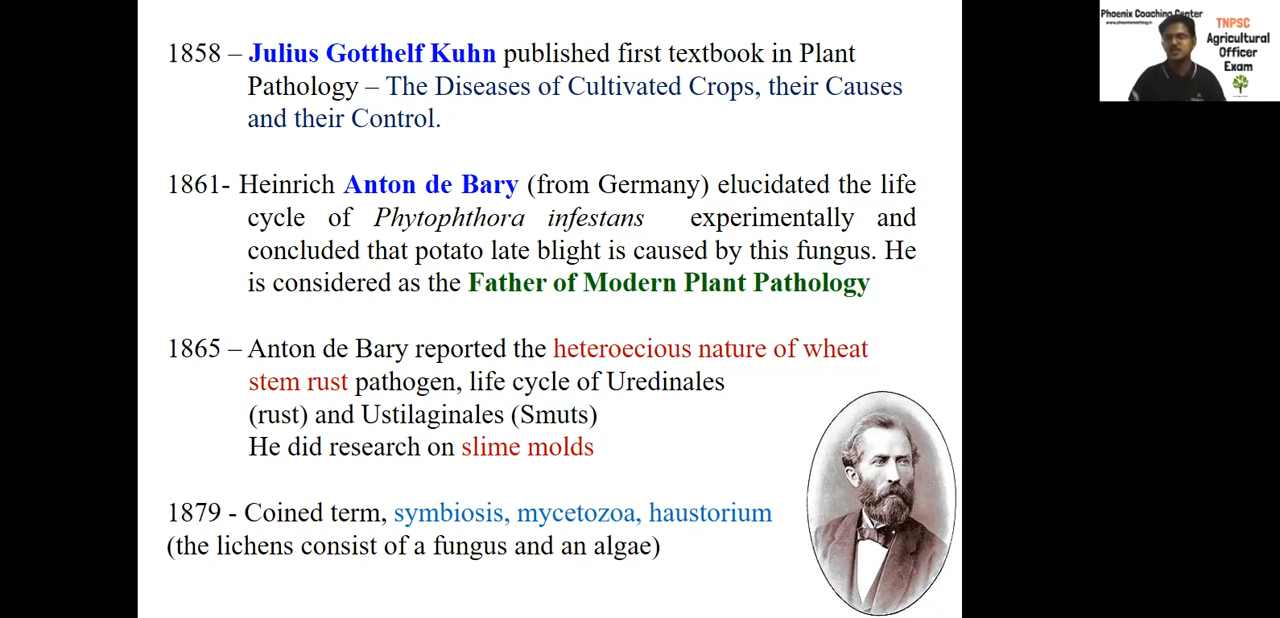 1858 – Julius Gotthelf Kuhn published first textbook in Plant
Pathology – The Diseases of Cultivated Crops, their Causes
and their Control.
1861- Heinrich Anton de Bary (from Germany) elucidated the life
cycle of Phytophthora infestans experimentally and
concluded that potato late blight is caused by this fungus. He
is considered as the Father of Modern Plant Pathology
1865 – Anton de Bary reported the heteroecious nature of wheat
stem rust pathogen, life cycle of Uredinales
(rust) and Ustilaginales (Smuts)
He did research on slime molds
1879 - Coined term, symbiosis, mycetozoa, haustorium
(the lichens consist of a fungus and an algae)
Phoenix Coaching Center
TNPSC
Agricultural
Officer
Exam